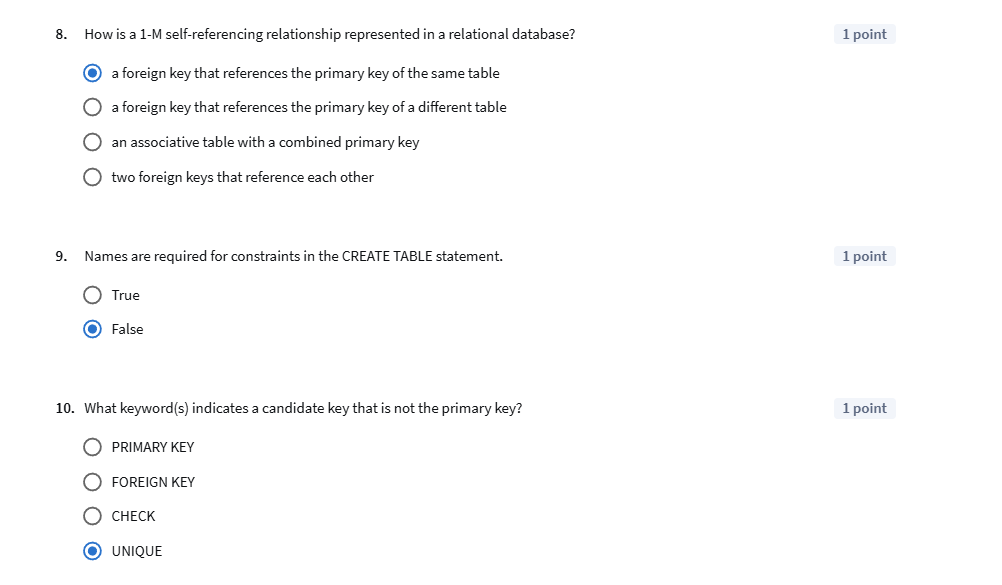 8. How is a 1-M self-referencing relationship represented in a relational database? 1 point
a foreign key that references the primary key of the same table
a foreign key that references the primary key of a different table
an associative table with a combined primary key
two foreign keys that reference each other
9. Names are required for constraints in the CREATE TABLE statement. 1 point
True
False
10. What keyword(s) indicates a candidate key that is not the primary key? 1 point
PRIMARY KEY
FOREIGN KEY
CHECK
UNIQUE